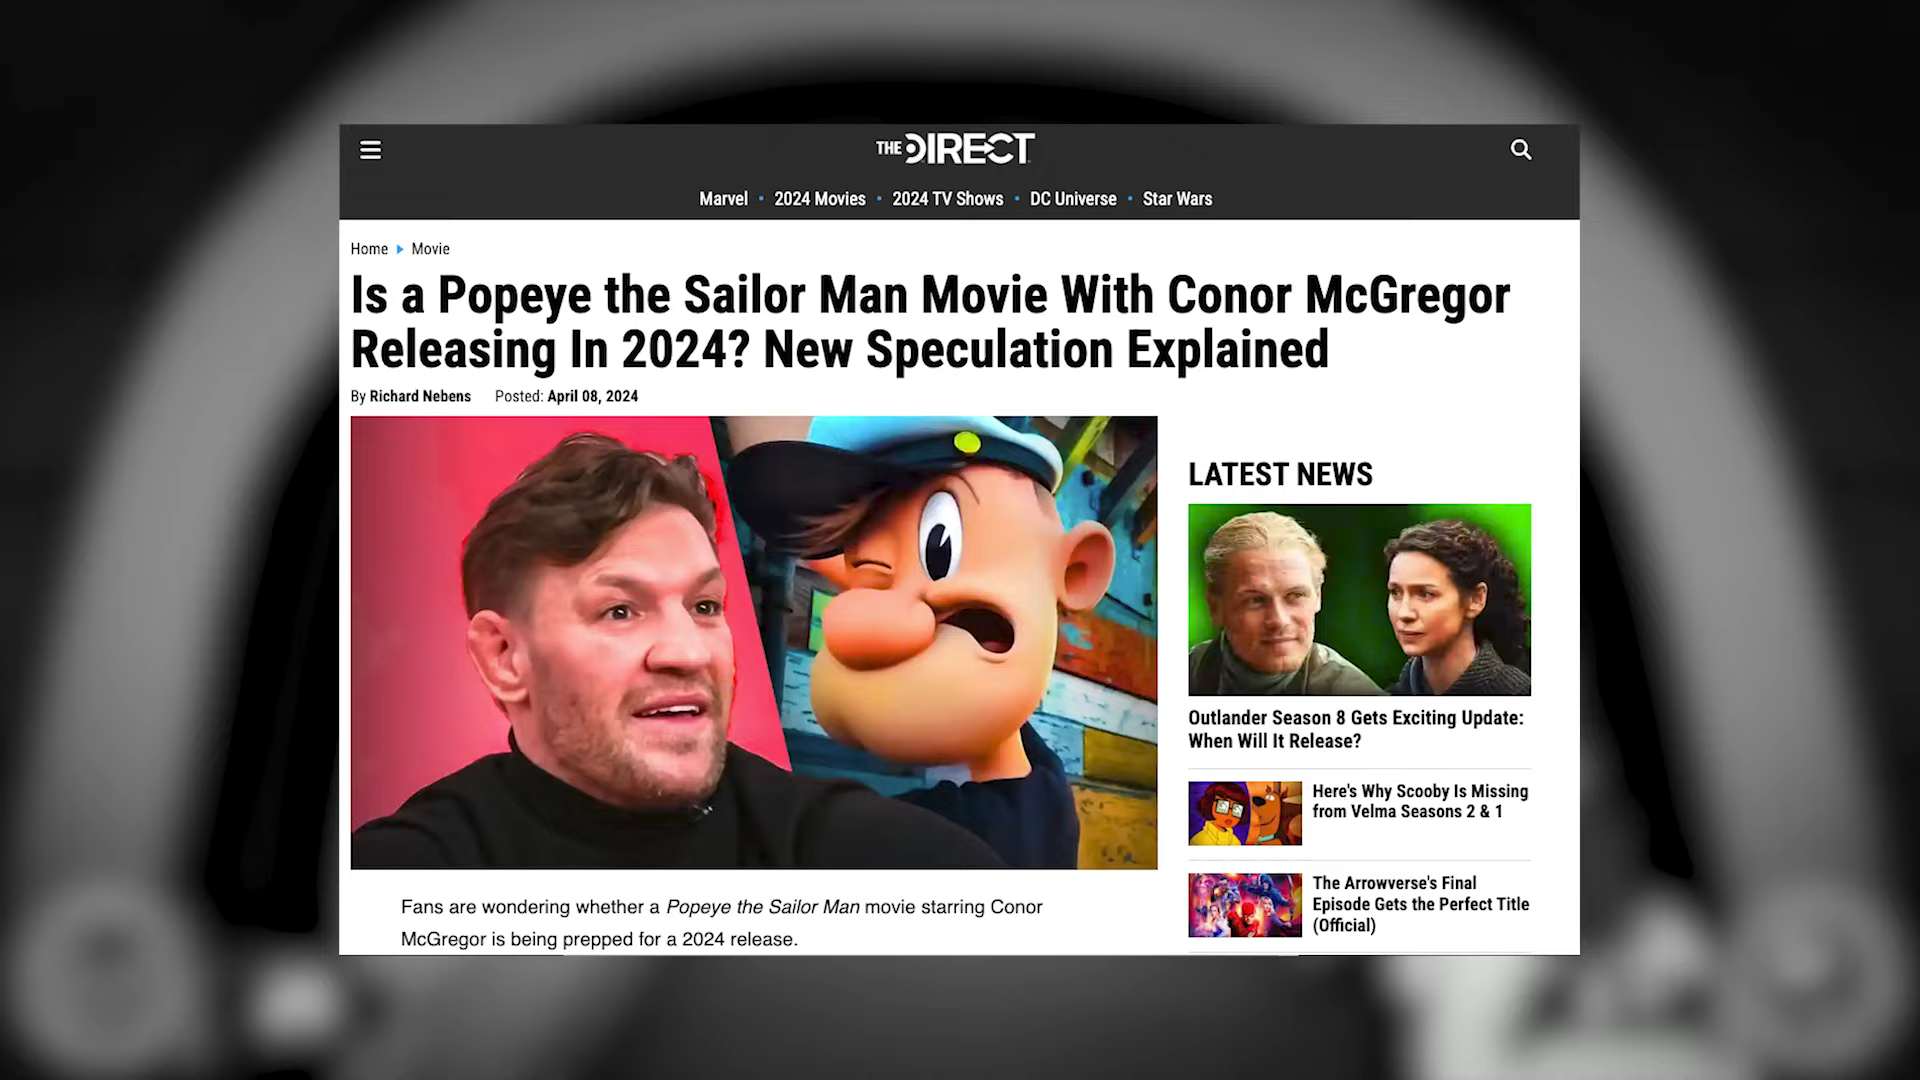 THE DIRECT
Marvel • 2024 Movies • 2024 TV Shows • DC Universe • Star Wars
Home ▸ Movie
Is a Popeye the Sailor Man Movie With Conor McGregor
Releasing In 2024? New Speculation Explained
By Richard Nebens Posted: April 08, 2024
LATEST NEWS
Outlander Season 8 Gets Exciting Update:
When Will It Release?
Here's Why Scooby Is Missing
from Velma Seasons 2 & 1
The Arrowverse's Final
Episode Gets the Perfect Title
(Official)
Fans are wondering whether a Popeye the Sailor Man movie starring Conor
McGregor is being prepped for a 2024 release.